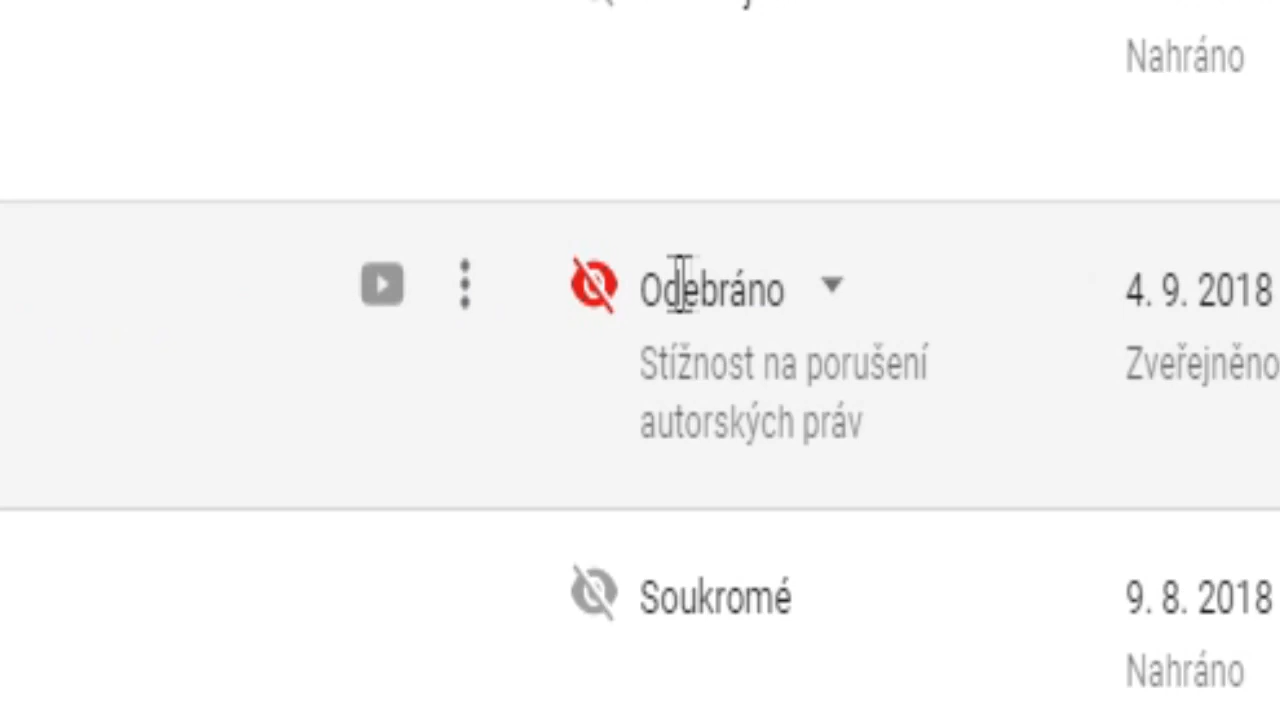 Nahráno
Odebráno
4. 9. 2018
Stížnost na porušení
Zveřejněno
autorských práv
Soukromé
9. 8. 2018
Nahráno